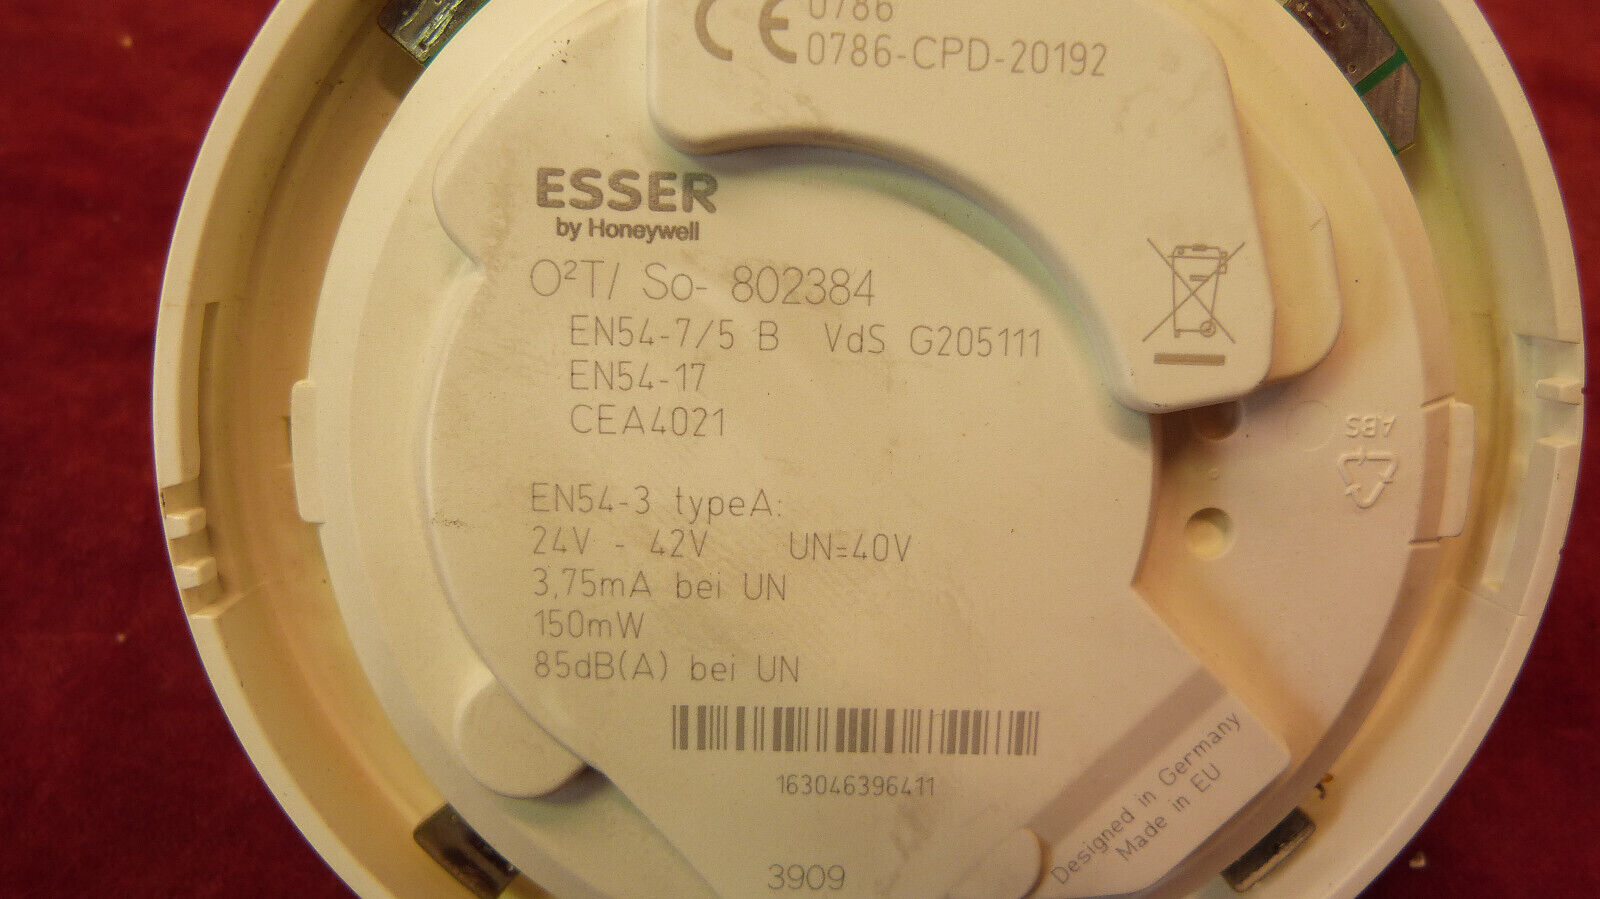 CE 0786
0786-CPD-20192
ESSER
by Honeywell
O²T/ So- 802384
EN54-7/5 B VdS G205111
EN54-17
CEA4021
EN54-3 typeA:
24V - 42V UN=40V
3,75mA bei UN
150mW
85dB(A) bei UN
163046396411
3909
Designed in Germany
Made in EU
ABS